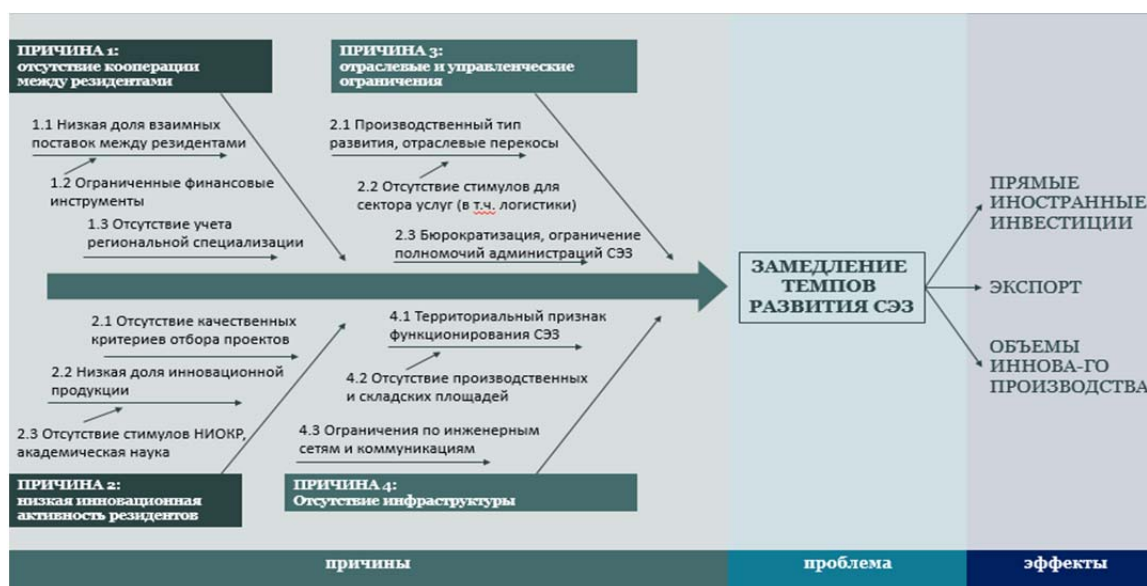 ПРИЧИНА 1:
отсутствие кооперации
между резидентами
1.1 Низкая доля взаимных
поставок между резидентами
1.2 Ограниченные финансовые
инструменты
1.3 Отсутствие учета
региональной специализации
ПРИЧИНА 3:
отраслевые и управленческие
ограничения
2.1 Производственный тип
развития, отраслевые перекосы
2.2 Отсутствие стимулов для
сектора услуг (в т.ч. логистики)
2.3 Бюрократизация, ограничение
полномочий администраций СЭЗ
2.1 Отсутствие качественных
критериев отбора проектов
2.2 Низкая доля инновационной
продукции
2.3 Отсутствие стимулов НИОКР,
академическая наука
ПРИЧИНА 2:
низкая инновационная
активность резидентов
4.1 Территориальный признак
функционирования СЭЗ
4.2 Отсутствие производственных
и складских площадей
4.3 Ограничения по инженерным
сетям и коммуникациям
ПРИЧИНА 4:
Отсутствие инфраструктуры
ЗАМЕДЛЕНИЕ
ТЕМПОВ
РАЗВИТИЯ СЭЗ
ПРЯМЫЕ
ИНОСТРАННЫЕ
ИНВЕСТИЦИИ
ЭКСПОРТ
ОБЪЕМЫ
ИННОВА-ГО
ПРОИЗВОДСТВА
причины
проблема
эффекты